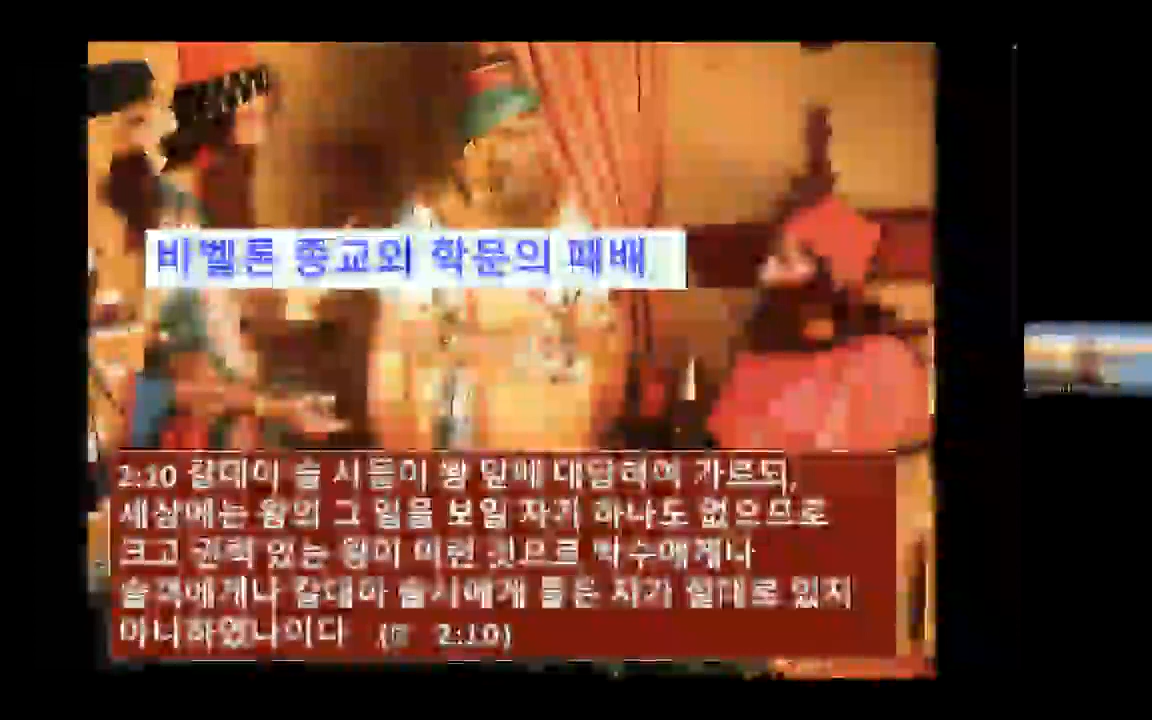 바벨론 종교와 학문의 패배
2:10 갈대아 술 사들이 왕 앞에 대답하여 가로되,
세상에는 왕의 그 일을 보일 자가 하나도 없으므로
크고 권력 있는 왕이 이런 것으로 박수에게나
술객에게나 갈대아 술사에게 물은 자가 절대로 있지
아니하였나이다 ( 2:10)